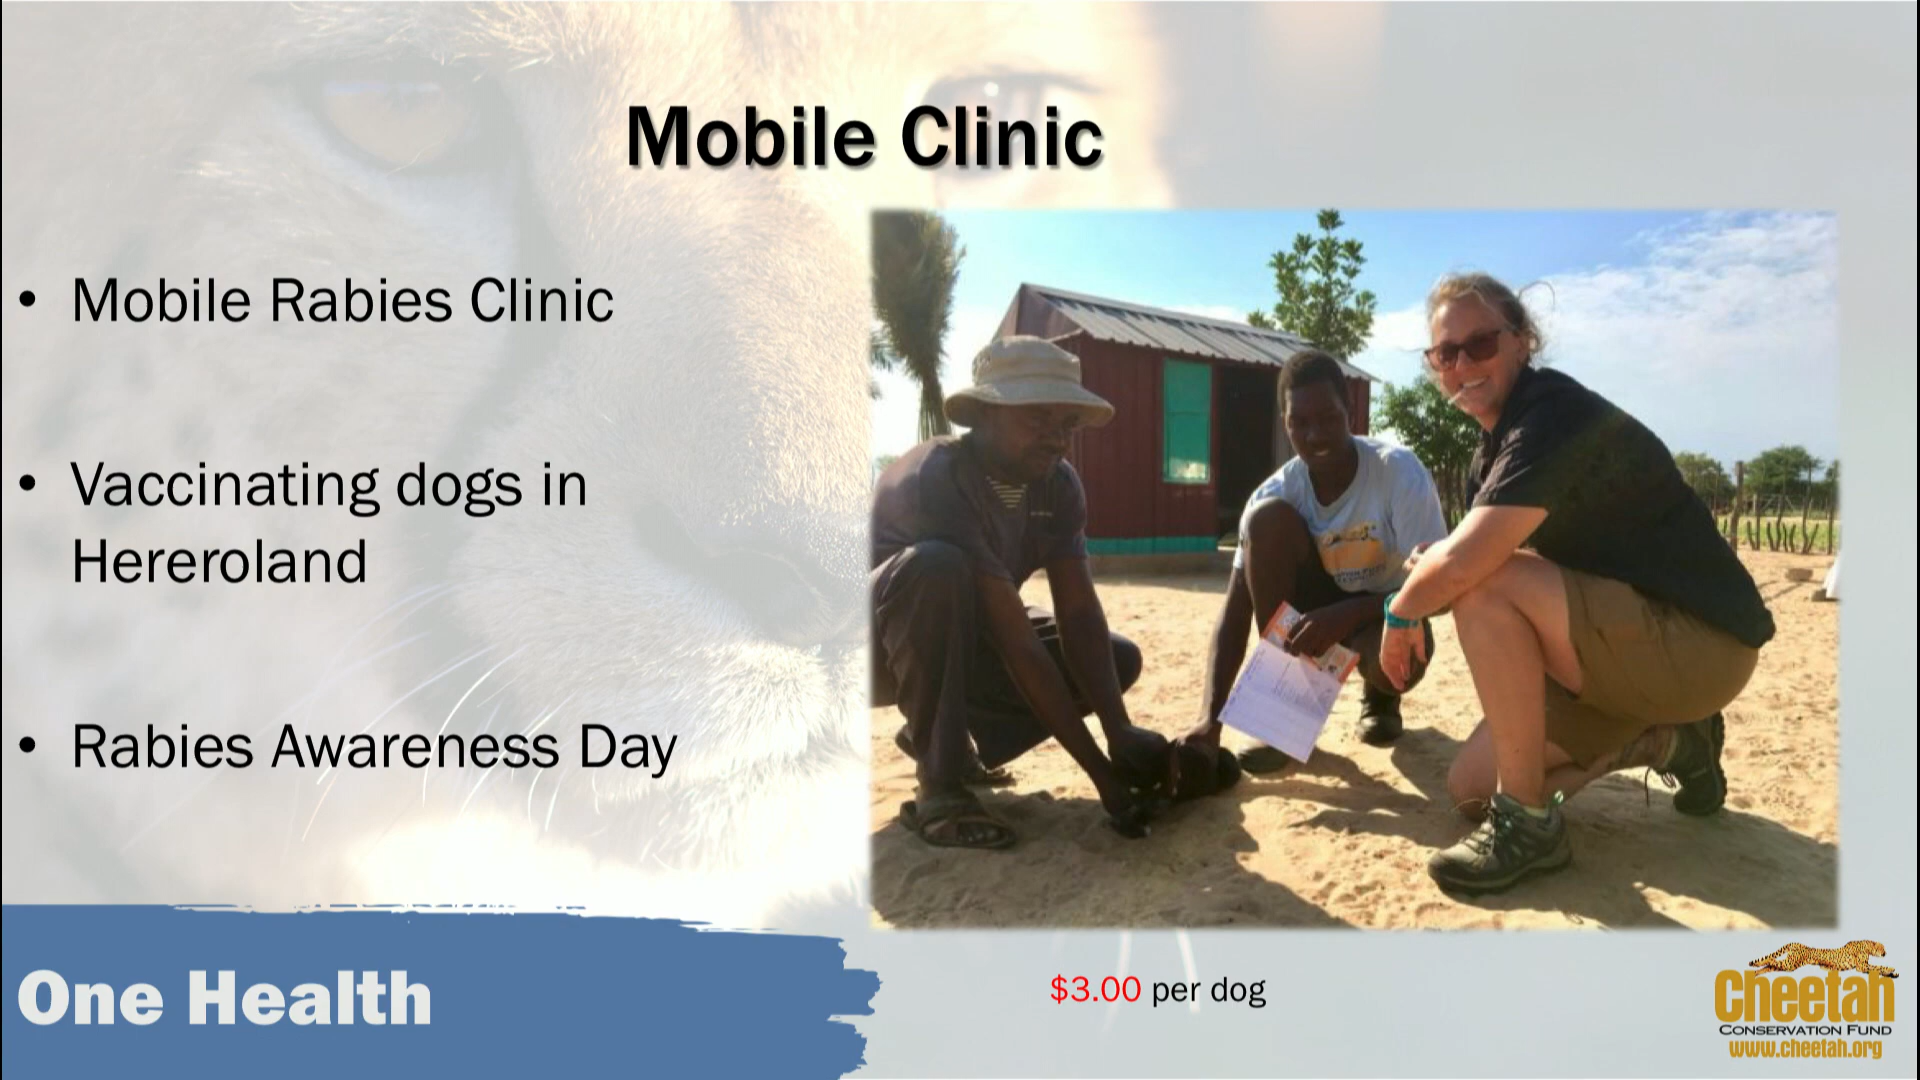 Mobile Clinic
• Mobile Rabies Clinic
• Vaccinating dogs in
Hereroland
• Rabies Awareness Day
One Health
$3.00 per dog
Cheetah
CONSERVATION FUND
www.cheetah.org